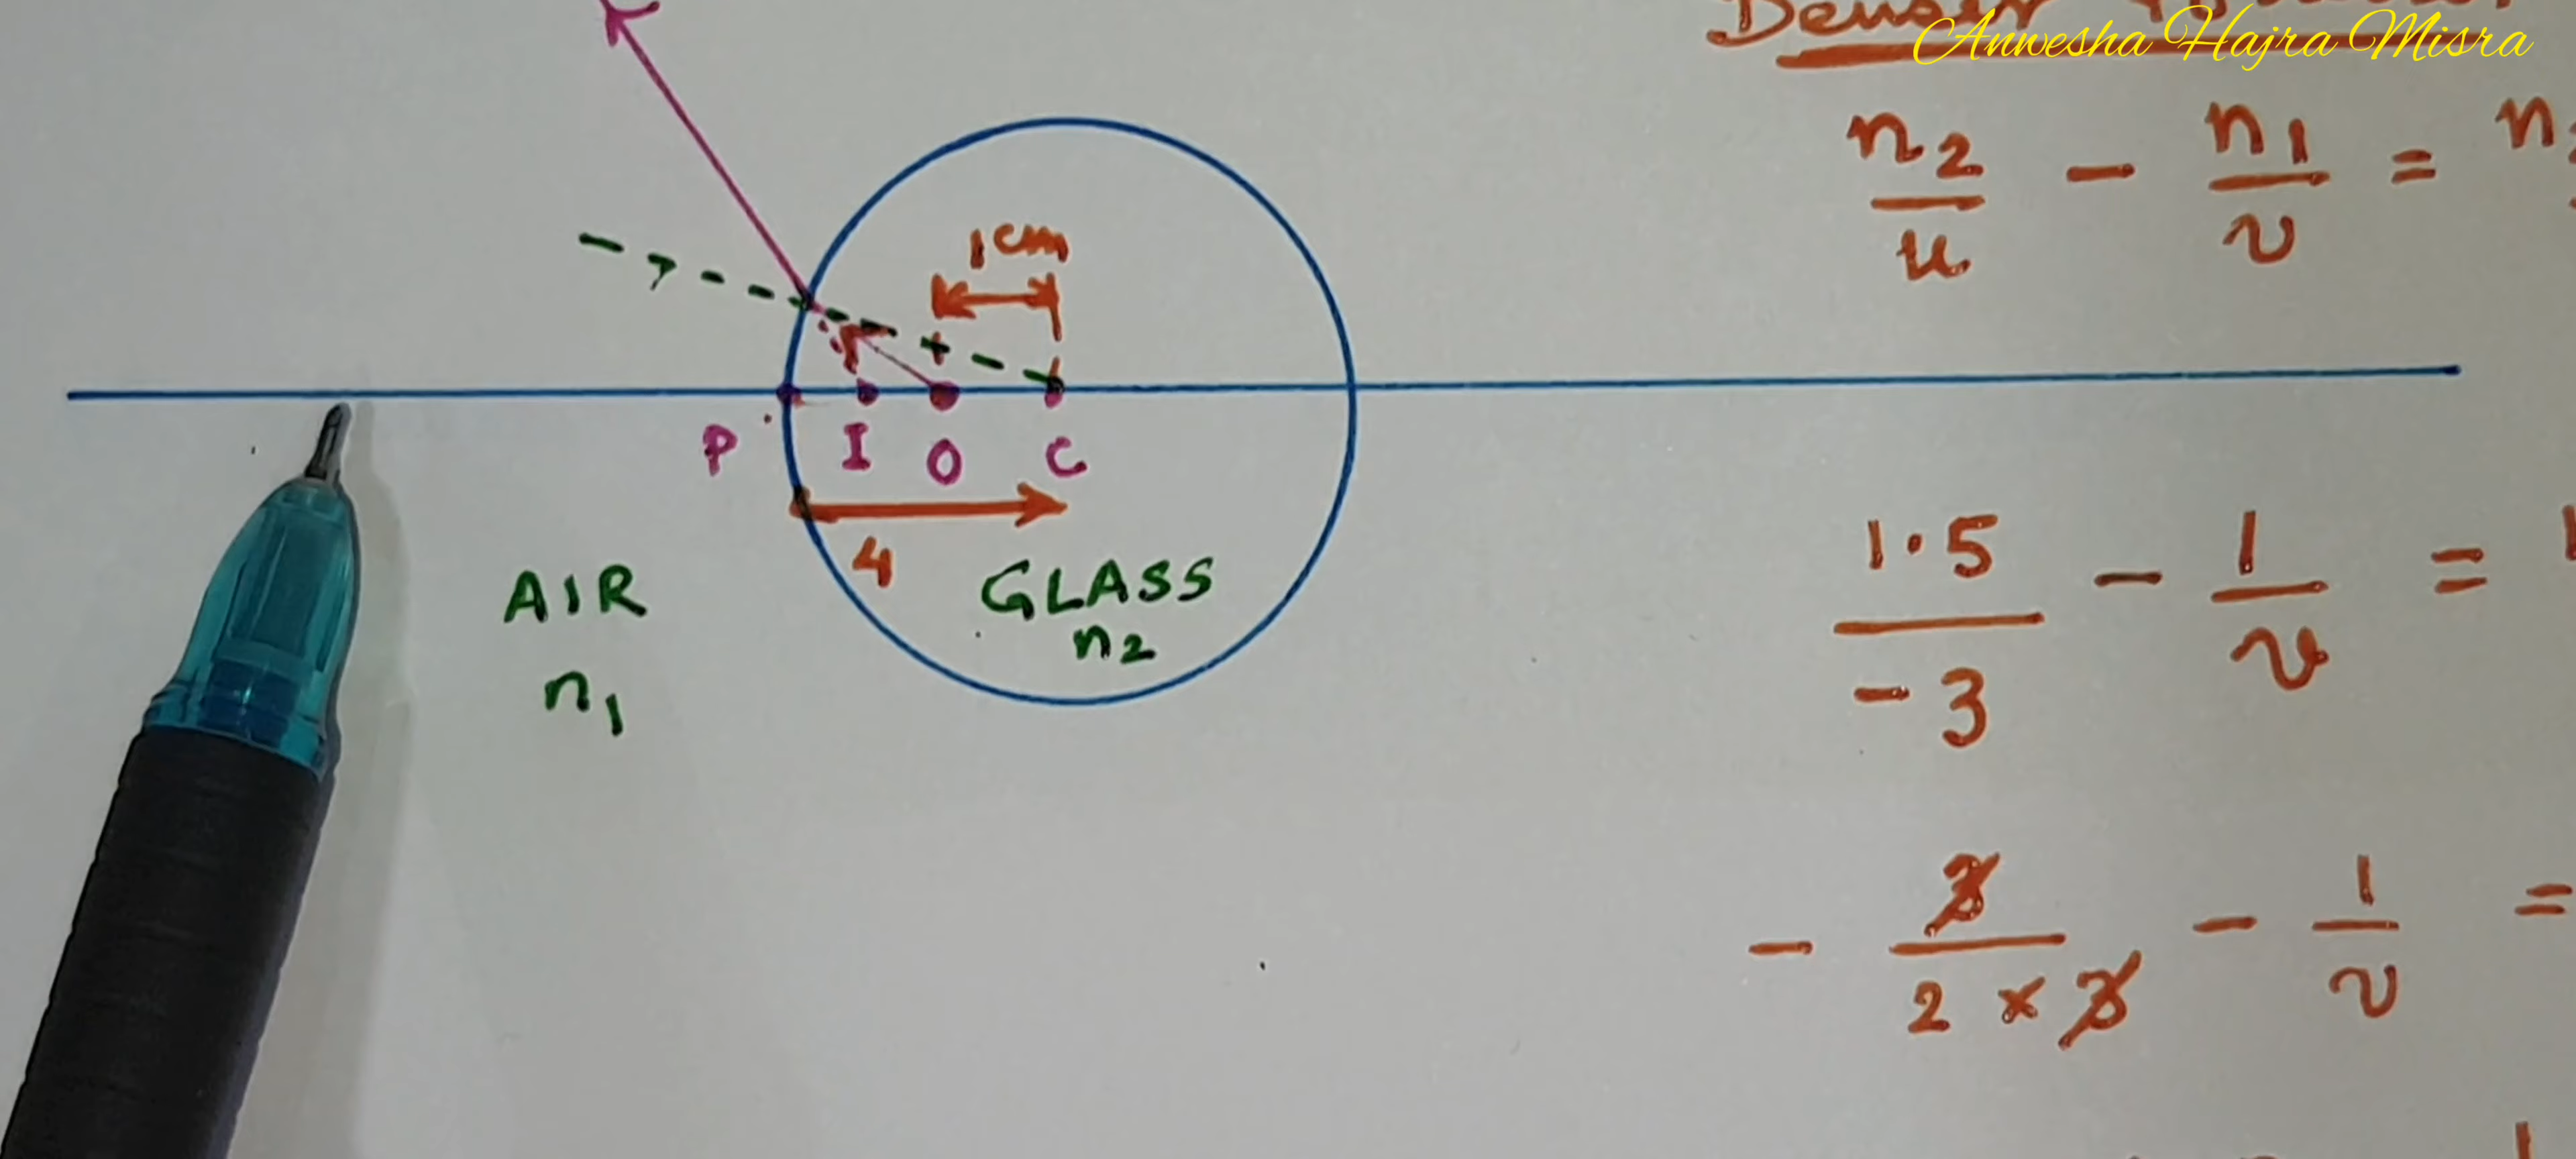 Denser
Anwesha Hajra Misra
n₂/u - n₁/v =
1cm
P I O C
4
AIR
n₁
GLASS
n₂
1.5/-3 - 1/v =
- 3/2×3 - 1/v =